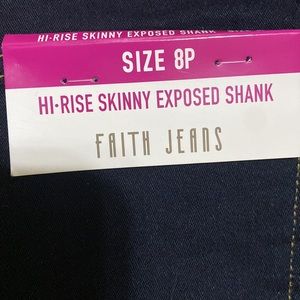 HI-RISE SKINNY EXPOSED SHANK
SIZE 8P
HI•RISE SKINNY EXPOSED SHANK
FAITH JEANS